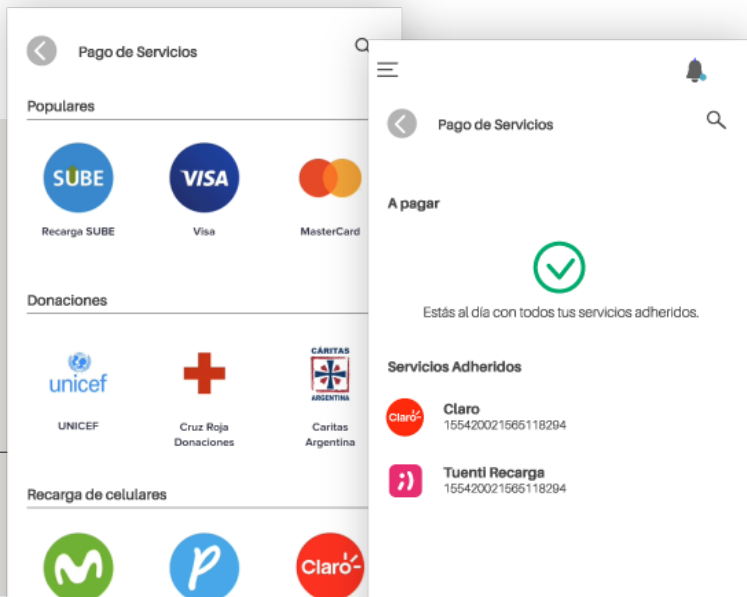 Pago de Servicios
Populares
SUBE
VISA
Recarga SUBE
Visa
MasterCard
Donaciones
unicef
CÁRITAS
ARGENTINA
UNICEF
Cruz Roja
Donaciones
Caritas
Argentina
Recarga de celulares
Claro
Pago de Servicios
A pagar
Estás al día con todos tus servicios adheridos.
Servicios Adheridos
Claro
Claro
155420021565118294
Tuenti Recarga
155420021565118294